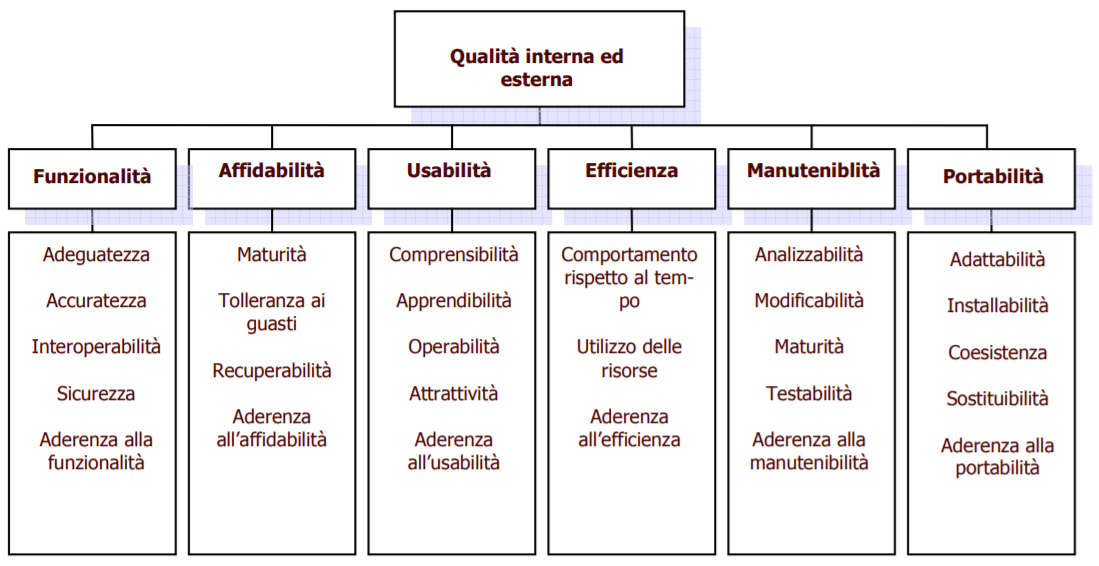 Qualità interna ed
esterna
Funzionalità
Affidabilità
Usabilità
Efficienza
Manuteniblità
Portabilità
Adeguatezza
Accuratezza
Interoperabilità
Sicurezza
Aderenza alla
funzionalità
Maturità
Tolleranza ai
guasti
Recuperabilità
Aderenza
all'affidabilità
Comprensibilità
Apprendibilità
Operabilità
Attrattività
Aderenza
all'usabilità
Comportamento
rispetto al tem-
po
Utilizzo delle
risorse
Aderenza
all'efficienza
Analizzabilità
Modificabilità
Maturità
Testabilità
Aderenza alla
manutenibilità
Adattabilità
Installabilità
Coesistenza
Sostituibilità
Aderenza alla
portabilità